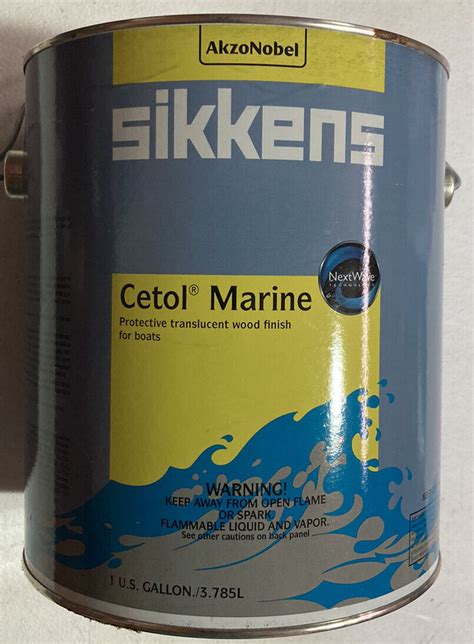 AkzoNobel
sikkens
NextWave
TECHNOLOGY
Cetol® Marine
Protective translucent wood finish
for boats
WARNING!
KEEP AWAY FROM OPEN FLAME
OR SPARK
FLAMMABLE LIQUID AND VAPOR.
See other cautions on back panel
1 U.S. GALLON./3.785L